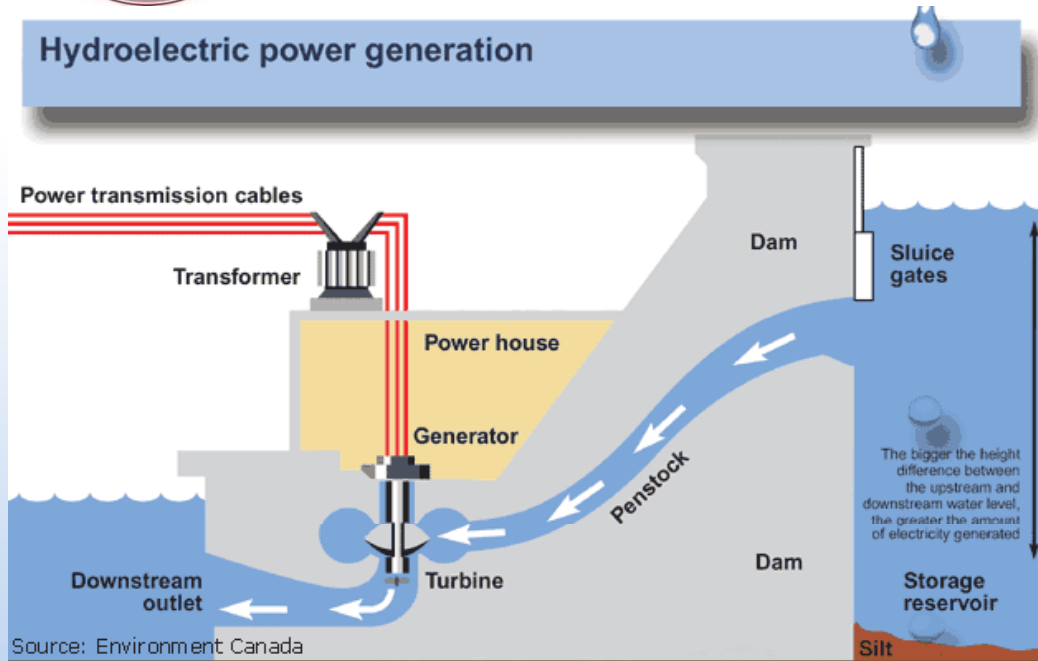 Hydroelectric power generation
Power transmission cables
Transformer
Dam
Sluice
gates
Power house
Generator
The bigger the height
difference between
the upstream and
downstream water level,
the greater the amount
of electricity generated
Penstock
Dam
Downstream
outlet
Turbine
Storage
reservoir
Source: Environment Canada
Silt